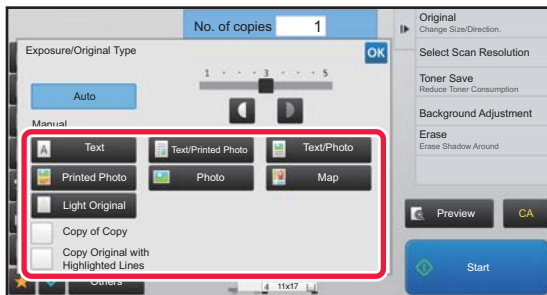 No. of copies 1
Exposure/Original Type
OK
1 · · · 3 · · · 5
Auto
Manual
A Text
Text/Printed Photo
Text/Photo
Printed Photo
Photo
Map
Light Original
Copy of Copy
Copy Original with
Highlighted Lines
Others
4 11x17
Original
Change Size/Direction.
Select Scan Resolution
Toner Save
Reduce Toner Consumption
Background Adjustment
Erase
Erase Shadow Around
Preview
CA
Start